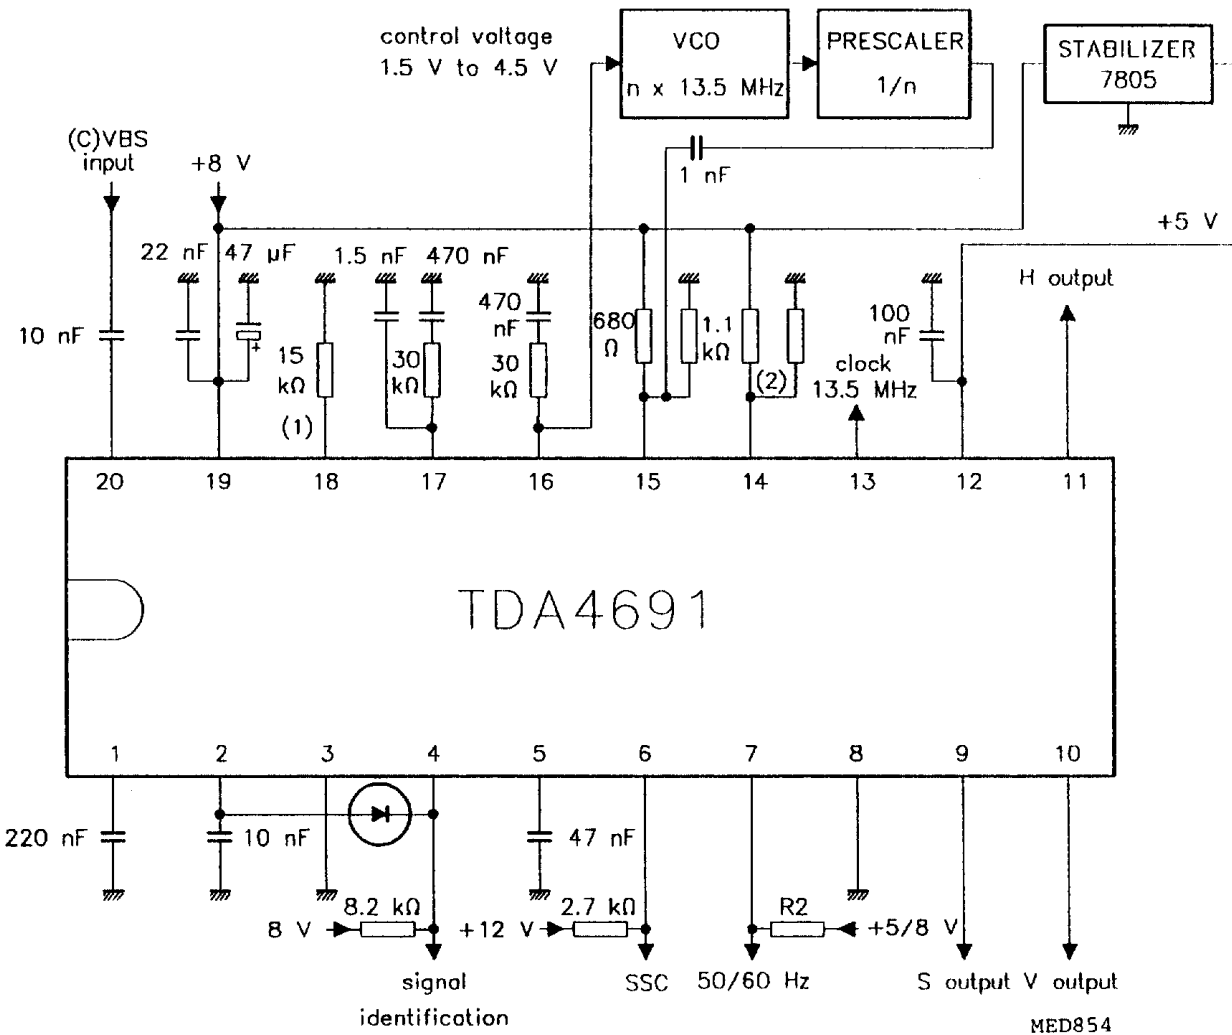 control voltage
1.5 V to 4.5 V
VCO
n x 13.5 MHz
PRESCALER
1/n
STABILIZER
7805
(C)VBS
input
+8 V
1 nF
+5 V
22 nF
47 µF
1.5 nF
470 nF
H output
10 nF
+
15
kΩ
(1)
30
kΩ
470
nF
30
kΩ
680
Ω
1.1
kΩ
(2)
clock
13.5 MHz
100
nF
20
19
18
17
16
15
14
13
12
11
TDA4691
1
2
3
4
5
6
7
8
9
10
220 nF
10 nF
47 nF
8 V
8.2 kΩ
+12 V
2.7 kΩ
R2
+5/8 V
signal
identification
SSC
50/60 Hz
S output
V output
MED854